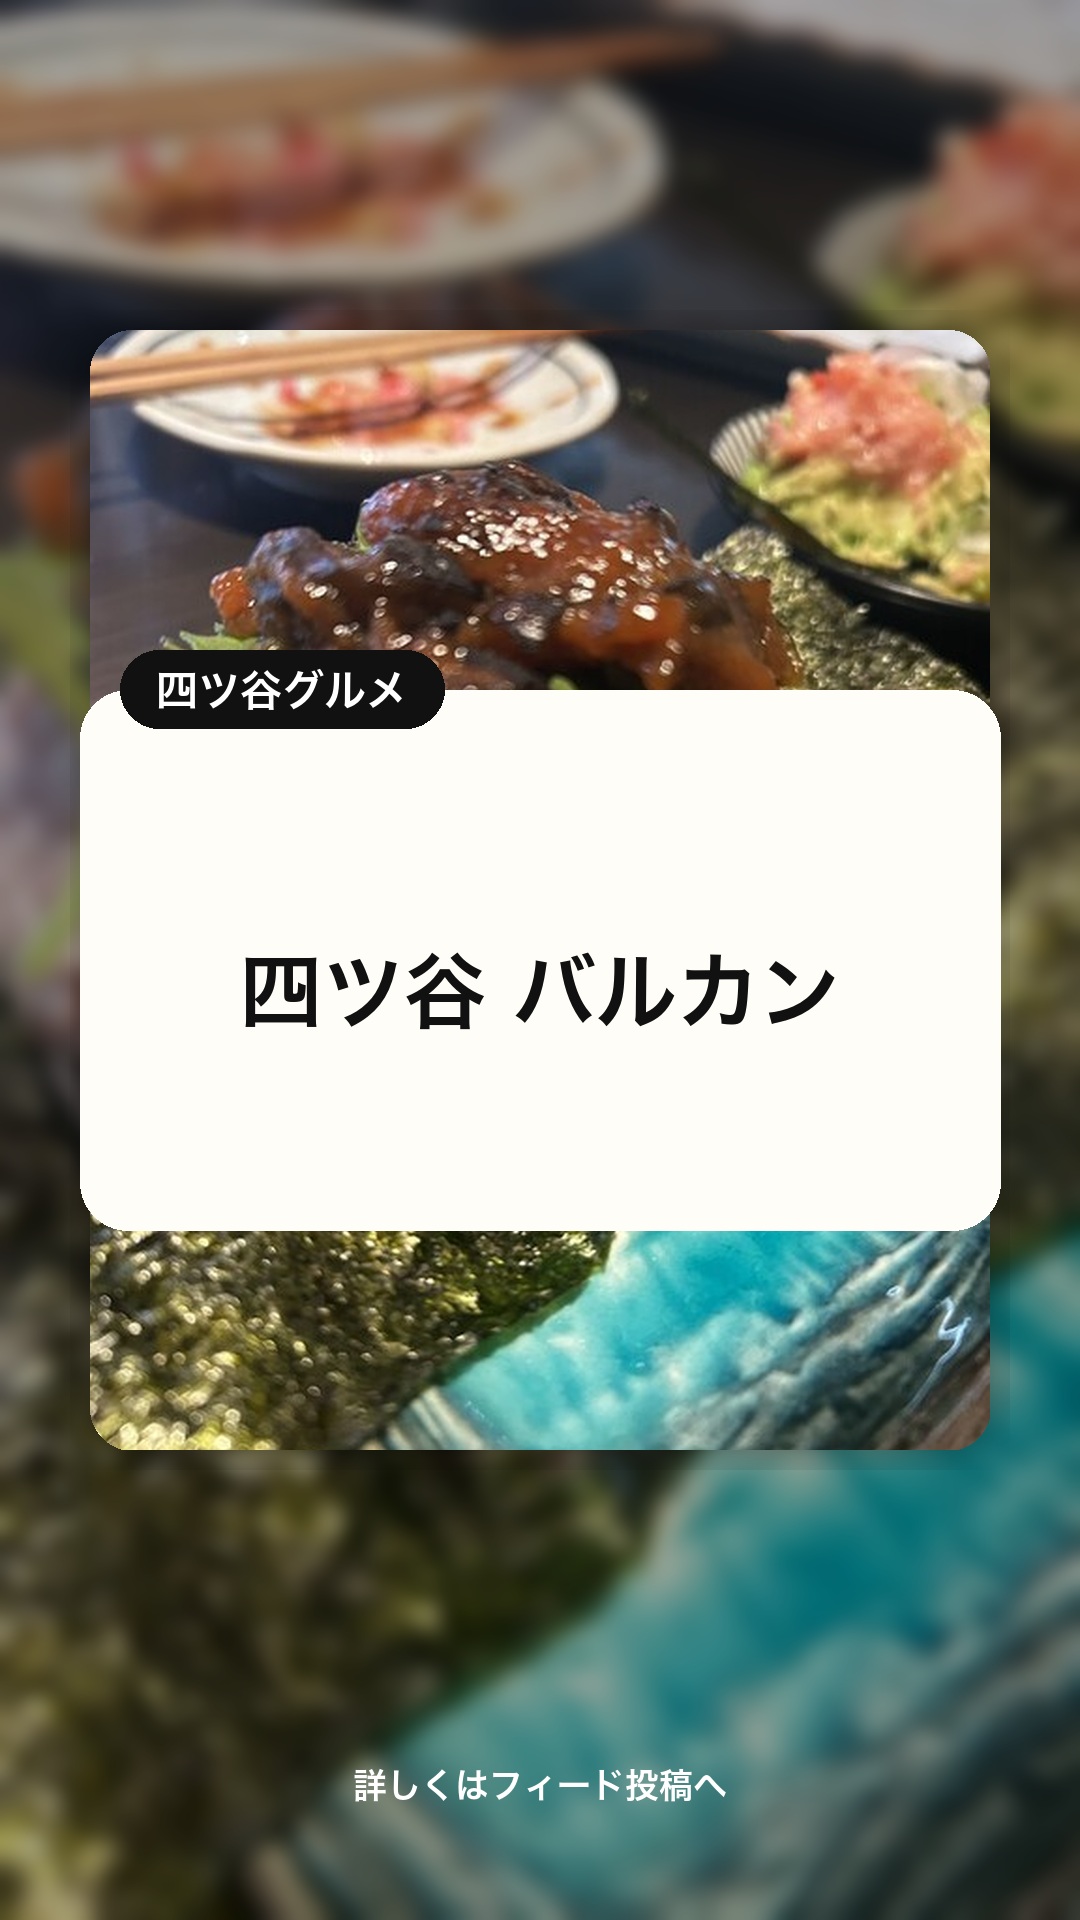 四ツ谷グルメ
四ツ谷 バルカン
詳しくはフィード投稿へ